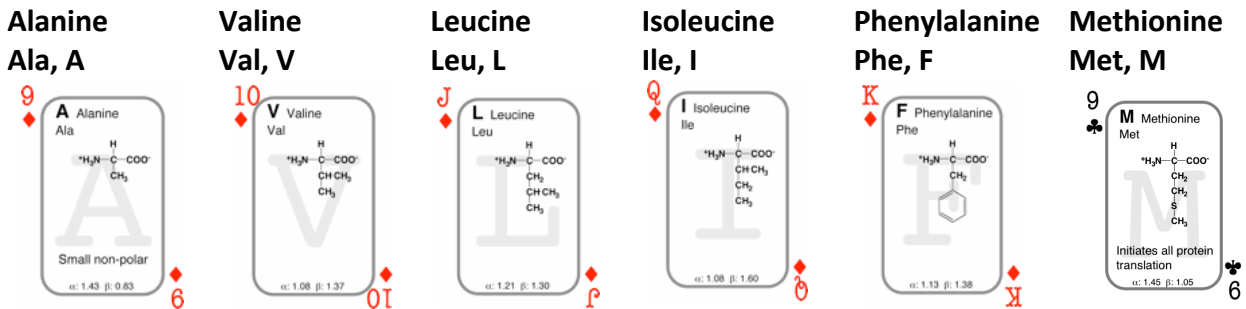 Alanine
Ala, A
9
A Alanine
Ala
H
⁺H₃N—C—COO⁻
CH₃
A
Small non-polar
α: 1.43 β: 0.83
9
Valine
Val, V
10
V Valine
Val
H
⁺H₃N—C—COO⁻
CH·CH₃
CH₃
V
α: 1.08 β: 1.37
10
Leucine
Leu, L
J
L Leucine
Leu
H
⁺H₃N—C—COO⁻
CH₂
CH·CH₃
CH₃
L
α: 1.21 β: 1.30
J
Isoleucine
Ile, I
Q
I Isoleucine
Ile
H
⁺H₃N—C—COO⁻
CH·CH₃
CH₂
CH₃
I
α: 1.08 β: 1.60
Q
Phenylalanine
Phe, F
K
F Phenylalanine
Phe
H
⁺H₃N—C—COO⁻
CH₂
F
α: 1.13 β: 1.38
K
Methionine
Met, M
9
M Methionine
Met
H
⁺H₃N—C—COO⁻
CH₂
CH₂
S
CH₃
M
Initiates all protein
translation
α: 1.45 β: 1.05
9